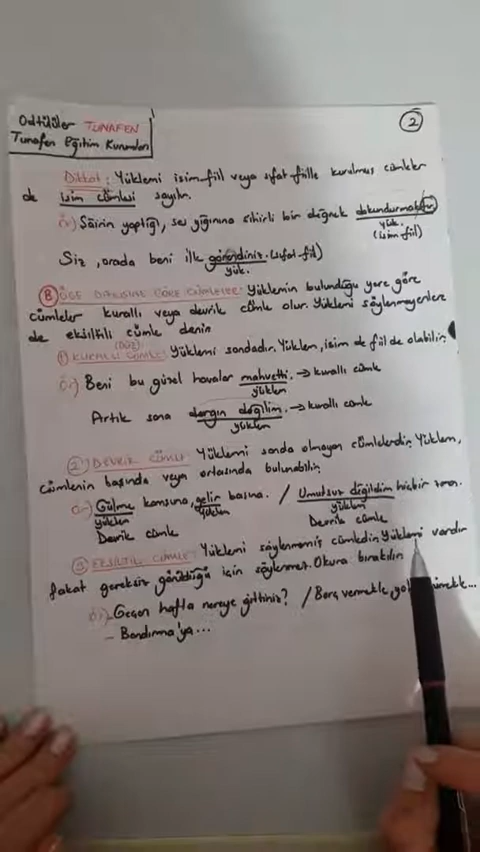 Odtülüler TUNAFEN
Tunafen Eğitim Kurumları
2
Dikkat: Yüklemi isim-fiil veya sıfat-fiille kurulmuş cümleler
de isim cümlesi sayılır.
Ör) Şairin yaptığı, ses yığınına sihirli bir değnek dokundurmaktır.
yük.
(isim fiil)
Siz, orada beni ilk görendiniz. (sıfat-fiil)
yük.
B) ÖGE DİZİLİŞİNE GÖRE CÜMLELER: Yüklemin bulunduğu yere göre
cümleler kurallı veya devrik cümle olur. Yüklemi söylenmeyenlere
de eksiltili cümle denir
(DÜZ)
1) KURALLI CÜMLE: Yüklemi sondadır. Yüklem, isim de fiil de olabilir.
Ör) Beni bu güzel havalar mahvetti. → kurallı cümle
yüklem
Artık sana dargın değilim. → kurallı cümle
yüklem
2) DEVRİK CÜMLE: Yüklemi sonda olmayan cümlelerdir. Yüklem,
cümlenin başında veya ortasında bulunabilir.
Ör) Gülme komşuna, gelir başına. / Umutsuz değildim hiçbir zaman.
yüklem yüklem yüklem
Devrik cümle Devrik cümle
3) EKSİLTİLİ CÜMLE: Yüklemi söylenmemiş cümledir. Yüklemi vardır
fakat gereksiz görüldüğü için söylenmez. Okura bırakılır
Ör) - Geçen hafta nereye gittiniz? / Borç vermekle, yol yürümekle...
- Bandırma'ya...